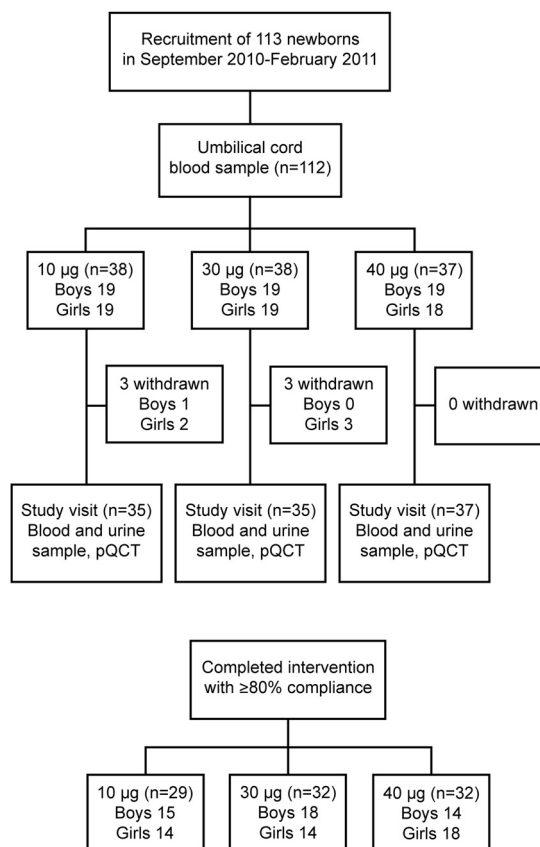 Recruitment of 113 newborns
in September 2010-February 2011
Umbilical cord
blood sample (n=112)
10 µg (n=38)
Boys 19
Girls 19
30 µg (n=38)
Boys 19
Girls 19
40 µg (n=37)
Boys 19
Girls 18
3 withdrawn
Boys 1
Girls 2
3 withdrawn
Boys 0
Girls 3
0 withdrawn
Study visit (n=35)
Blood and urine
sample, pQCT
Study visit (n=35)
Blood and urine
sample, pQCT
Study visit (n=37)
Blood and urine
sample, pQCT
Completed intervention
with ≥80% compliance
10 µg (n=29)
Boys 15
Girls 14
30 µg (n=32)
Boys 18
Girls 14
40 µg (n=32)
Boys 14
Girls 18